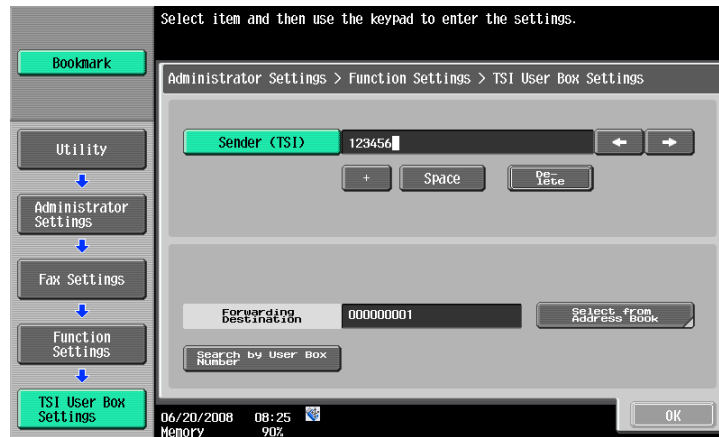 Select item and then use the keypad to enter the settings.
Bookmark
Administrator Settings > Function Settings > TSI User Box Settings
Utility
Administrator
Settings
Fax Settings
Function
Settings
TSI User Box
Settings
Sender (TSI)
123456
+
Space
De-
lete
Forwarding
Destination
000000001
Select from
Address Book
Search by User Box
Number
06/20/2008 08:25
Memory 90%
OK